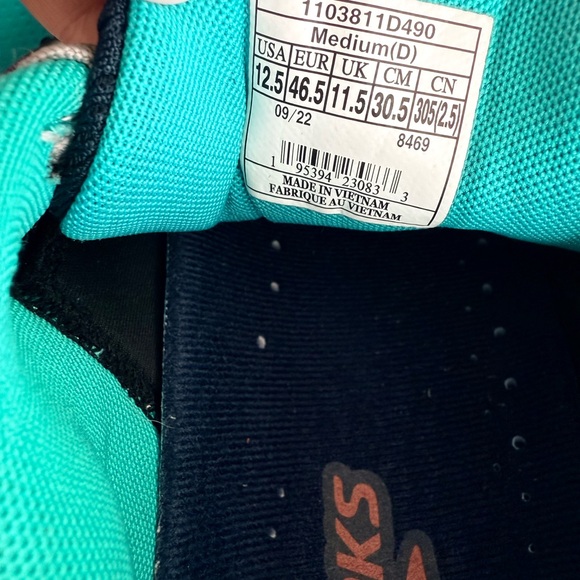 1103811D490
Medium(D)
USA EUR UK CM CN
12.5 46.5 11.5 30.5 305(2.5)
09/22 8469
1 95394 23083 3
MADE IN VIETNAM
FABRIQUE AU VIETNAM
OKS